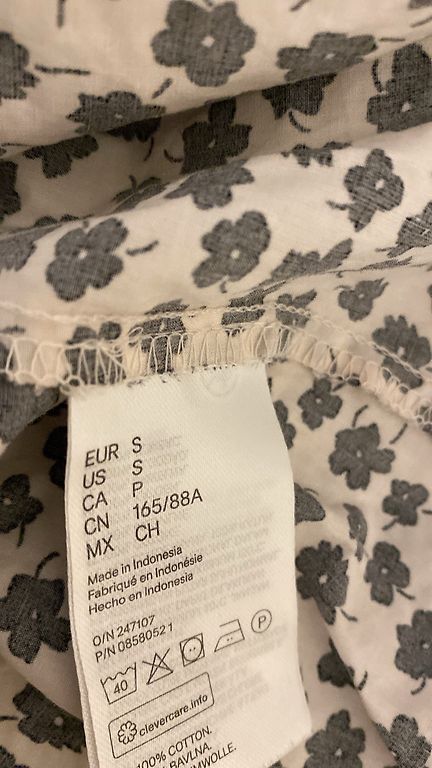 EUR S
US S
CA P
CN 165/88A
MX CH
Made in Indonesia
Fabriqué en Indonésie
Hecho en Indonesia
O/N 247107
P/N 0858052 1
40
P
clevercare.info
100% COTTON.
BAVLNA.